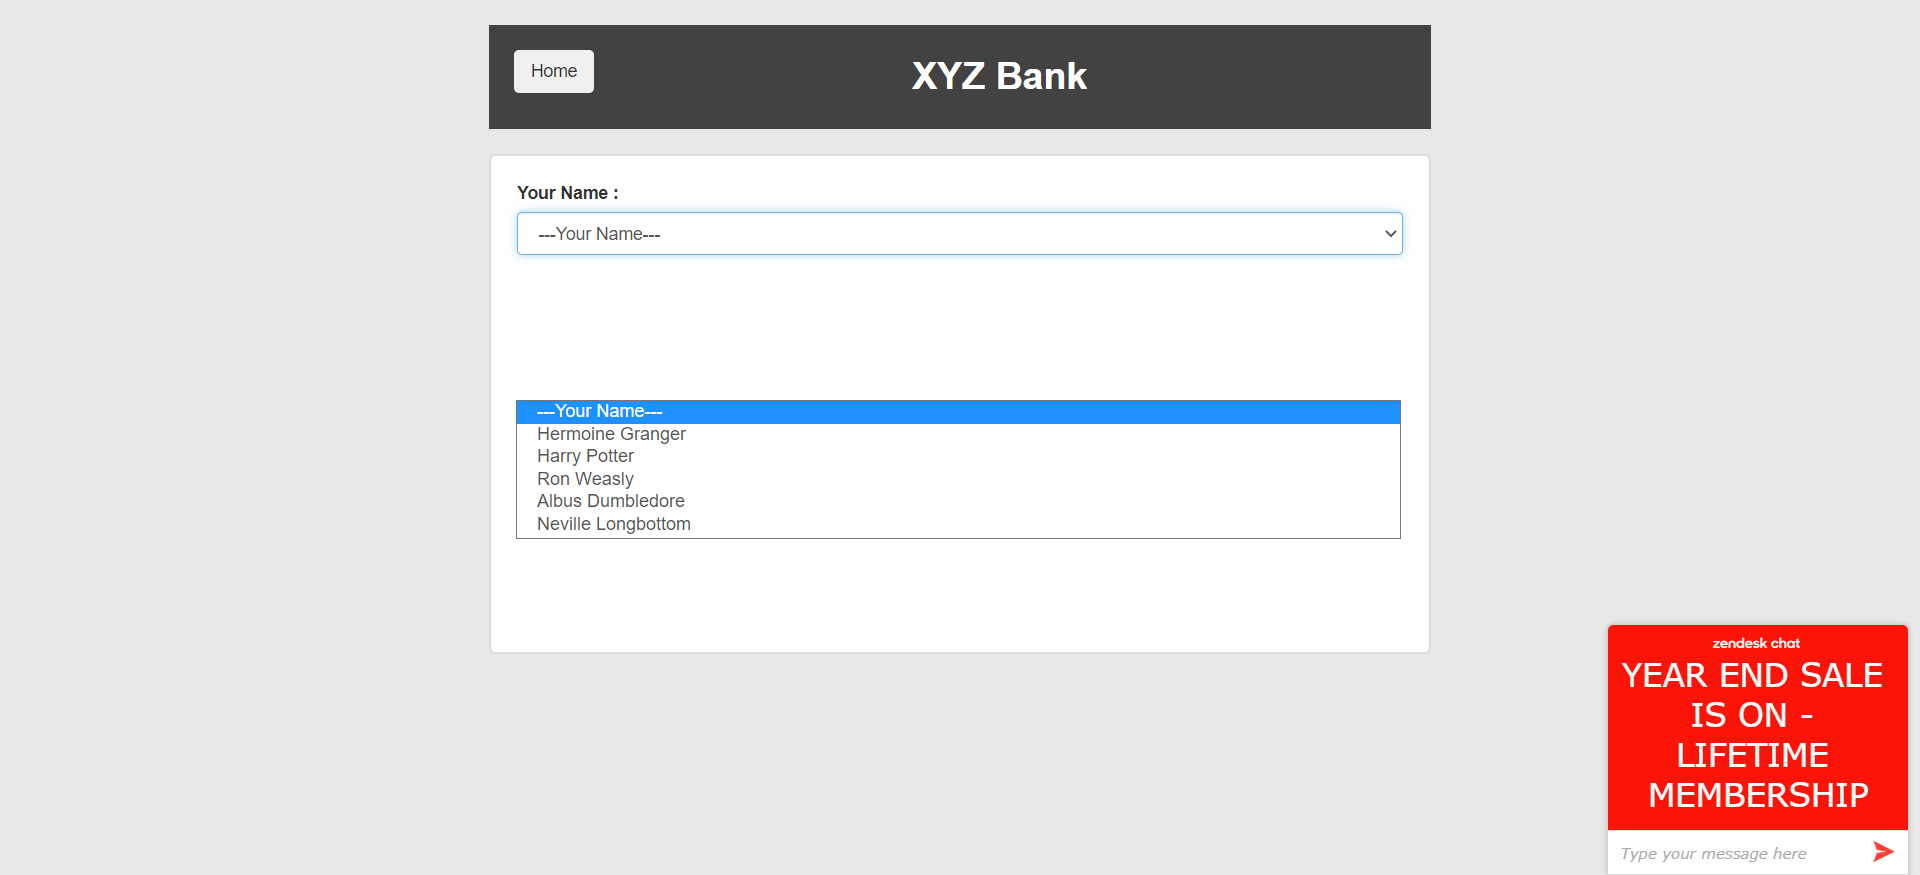 Home
XYZ Bank
Your Name :
---Your Name---
---Your Name---
Hermoine Granger
Harry Potter
Ron Weasly
Albus Dumbledore
Neville Longbottom
zendesk chat
YEAR END SALE
IS ON -
LIFETIME
MEMBERSHIP
Type your message here